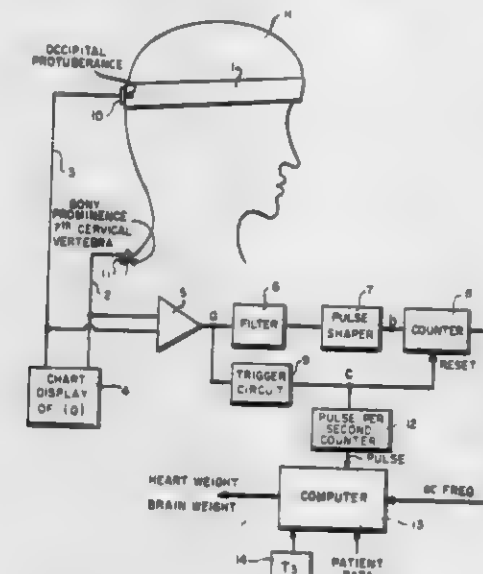 H
OCCIPITAL
PROTUBERANCE
1
10
3
BONY
PROMINENCE
7TH CERVICAL
VERTEBRA
11
2
5
6
7
8
a
FILTER
PULSE
SHAPER
b
COUNTER
RESET
9
TRIGGER
CIRCUIT
c
CHART
DISPLAY
OF (a)
4
PULSE PER
SECOND
COUNTER
12
PULSE
HEART WEIGHT
BRAIN WEIGHT
COMPUTER
FREQ
13
14
T3
PATIENT